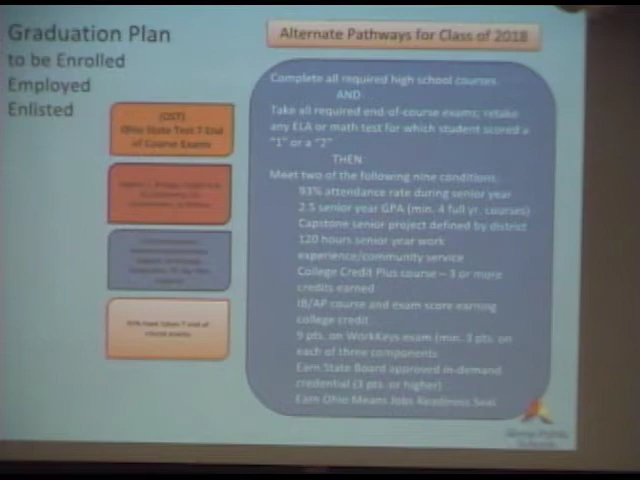 Graduation Plan
to be Enrolled
Employed
Enlisted
Alternate Pathways for Class of 2018
(OST)
Ohio State Test 7 End
of Course Exams
Complete all required high school courses.
AND
Take all required end-of-course exams; retake
any ELA or math test for which student scored a
"1" or a "2"
THEN
Meet two of the following nine conditions:
93% attendance rate during senior year
2.5 senior year GPA (min. 4 full yr. courses)
Capstone senior project defined by district
120 hours senior year work
experience/community service
College Credit Plus course – 3 or more
credits earned
IB/AP course and exam score earning
college credit
9 pts. on WorkKeys exam (min. 3 pts. on
each of three components
Earn State Board approved in-demand
credential (3 pts. or higher)
Earn Ohio Means Jobs Readiness Seal
Public
Schools